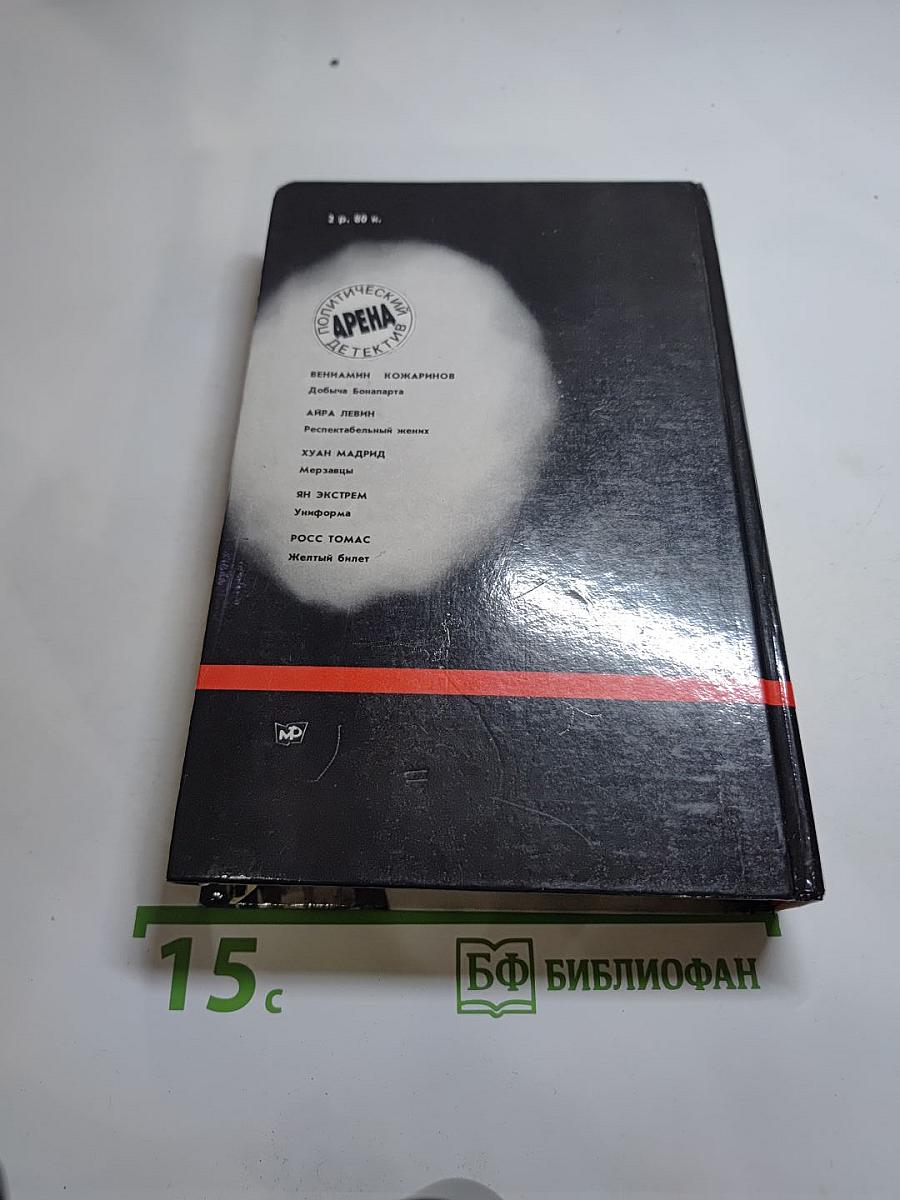 2 р. 80 к.
ПОЛИТИЧЕСКИЙ
АРЕНА
ДЕТЕКТИВ
ВЕНИАМИН КОЖАРИНОВ
Добыча Бонапарта
АЙРА ЛЕВИН
Респектабельный жених
ХУАН МАДРИД
Мерзавцы
ЯН ЭКСТРЕМ
Униформа
РОСС ТОМАС
Желтый билет
МР
15 с
БФ БИБЛИОФАН